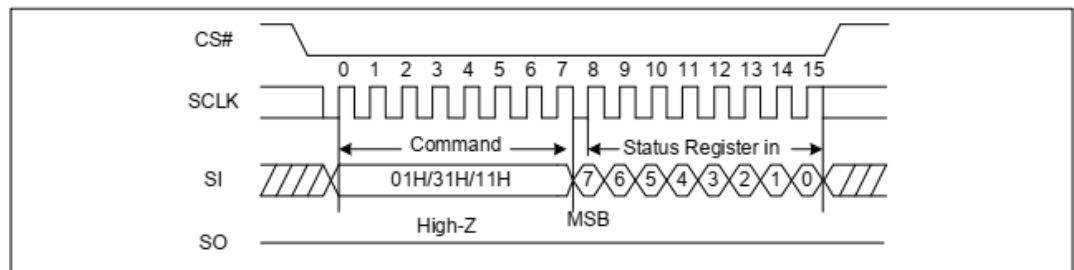 CS#
0 1 2 3 4 5 6 7 8 9 10 11 12 13 14 15
SCLK
Command Status Register in
SI 01H/31H/11H 7 6 5 4 3 2 1 0
High-Z MSB
SO